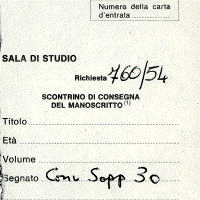 Numero della carta
d'entrata
SALA DI STUDIO
Richiesta 760/54
SCONTRINO DI CONSEGNA
DEL MANOSCRITTO (1)
Titolo
Età
Volume
Segnato Conv Sopp 30